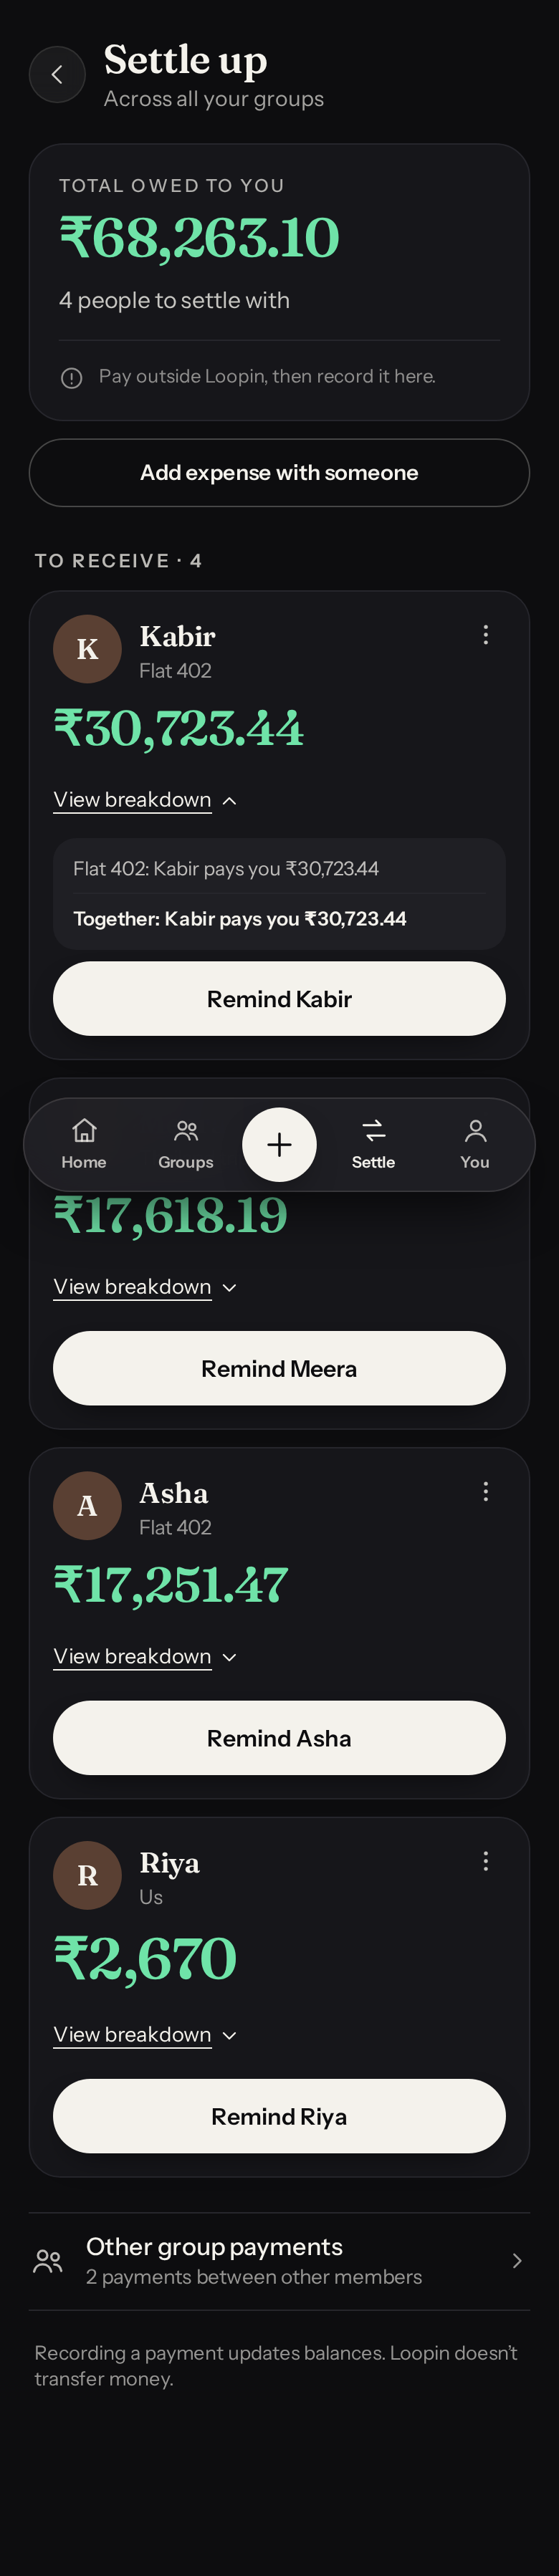 Settle up
Across all your groups
TOTAL OWED TO YOU
₹68,263.10
4 people to settle with
Pay outside Loopin, then record it here.
Add expense with someone
TO RECEIVE · 4
K
Kabir
Flat 402
₹30,723.44
View breakdown
Flat 402: Kabir pays you ₹30,723.44
Together: Kabir pays you ₹30,723.44
Remind Kabir
Home
Groups
Settle
You
₹17,618.19
View breakdown
Remind Meera
A
Asha
Flat 402
₹17,251.47
View breakdown
Remind Asha
R
Riya
Us
₹2,670
View breakdown
Remind Riya
Other group payments
2 payments between other members
Recording a payment updates balances. Loopin doesn't
transfer money.